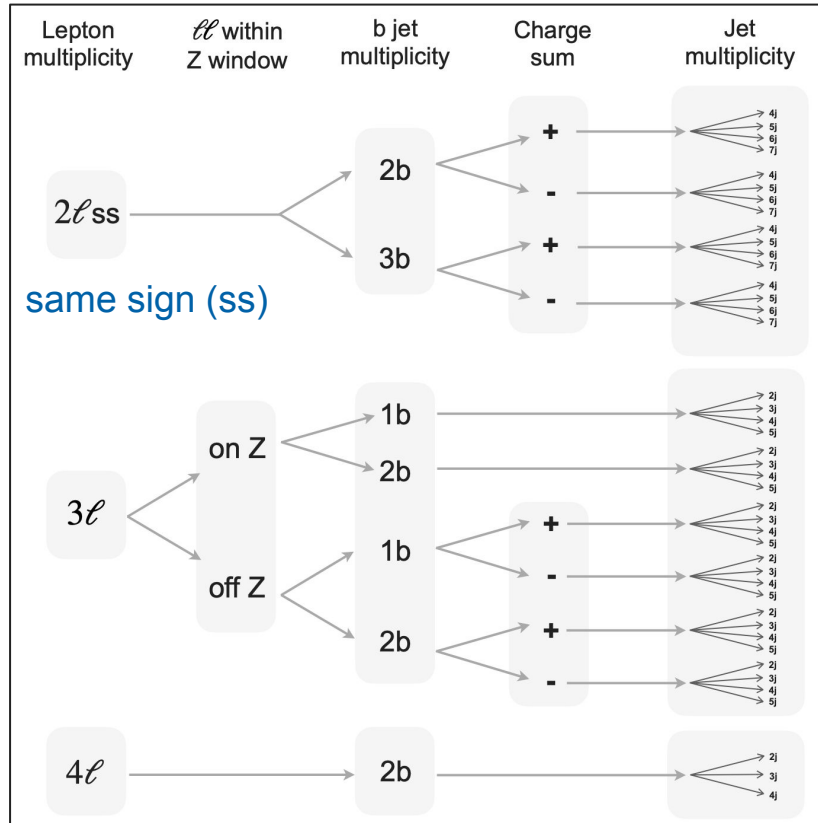 Lepton
multiplicity
ℓℓ within
Z window
b jet
multiplicity
Charge
sum
Jet
multiplicity
2ℓ ss
2b
+
4j
5j
6j
7j
-
4j
5j
6j
7j
3b
+
4j
5j
6j
7j
-
4j
5j
6j
7j
same sign (ss)
3ℓ
on Z
1b
2j
3j
4j
5j
2b
2j
3j
4j
5j
off Z
1b
+
2j
3j
4j
5j
-
2j
3j
4j
5j
2b
+
2j
3j
4j
5j
-
2j
3j
4j
5j
4ℓ
2b
2j
3j
4j